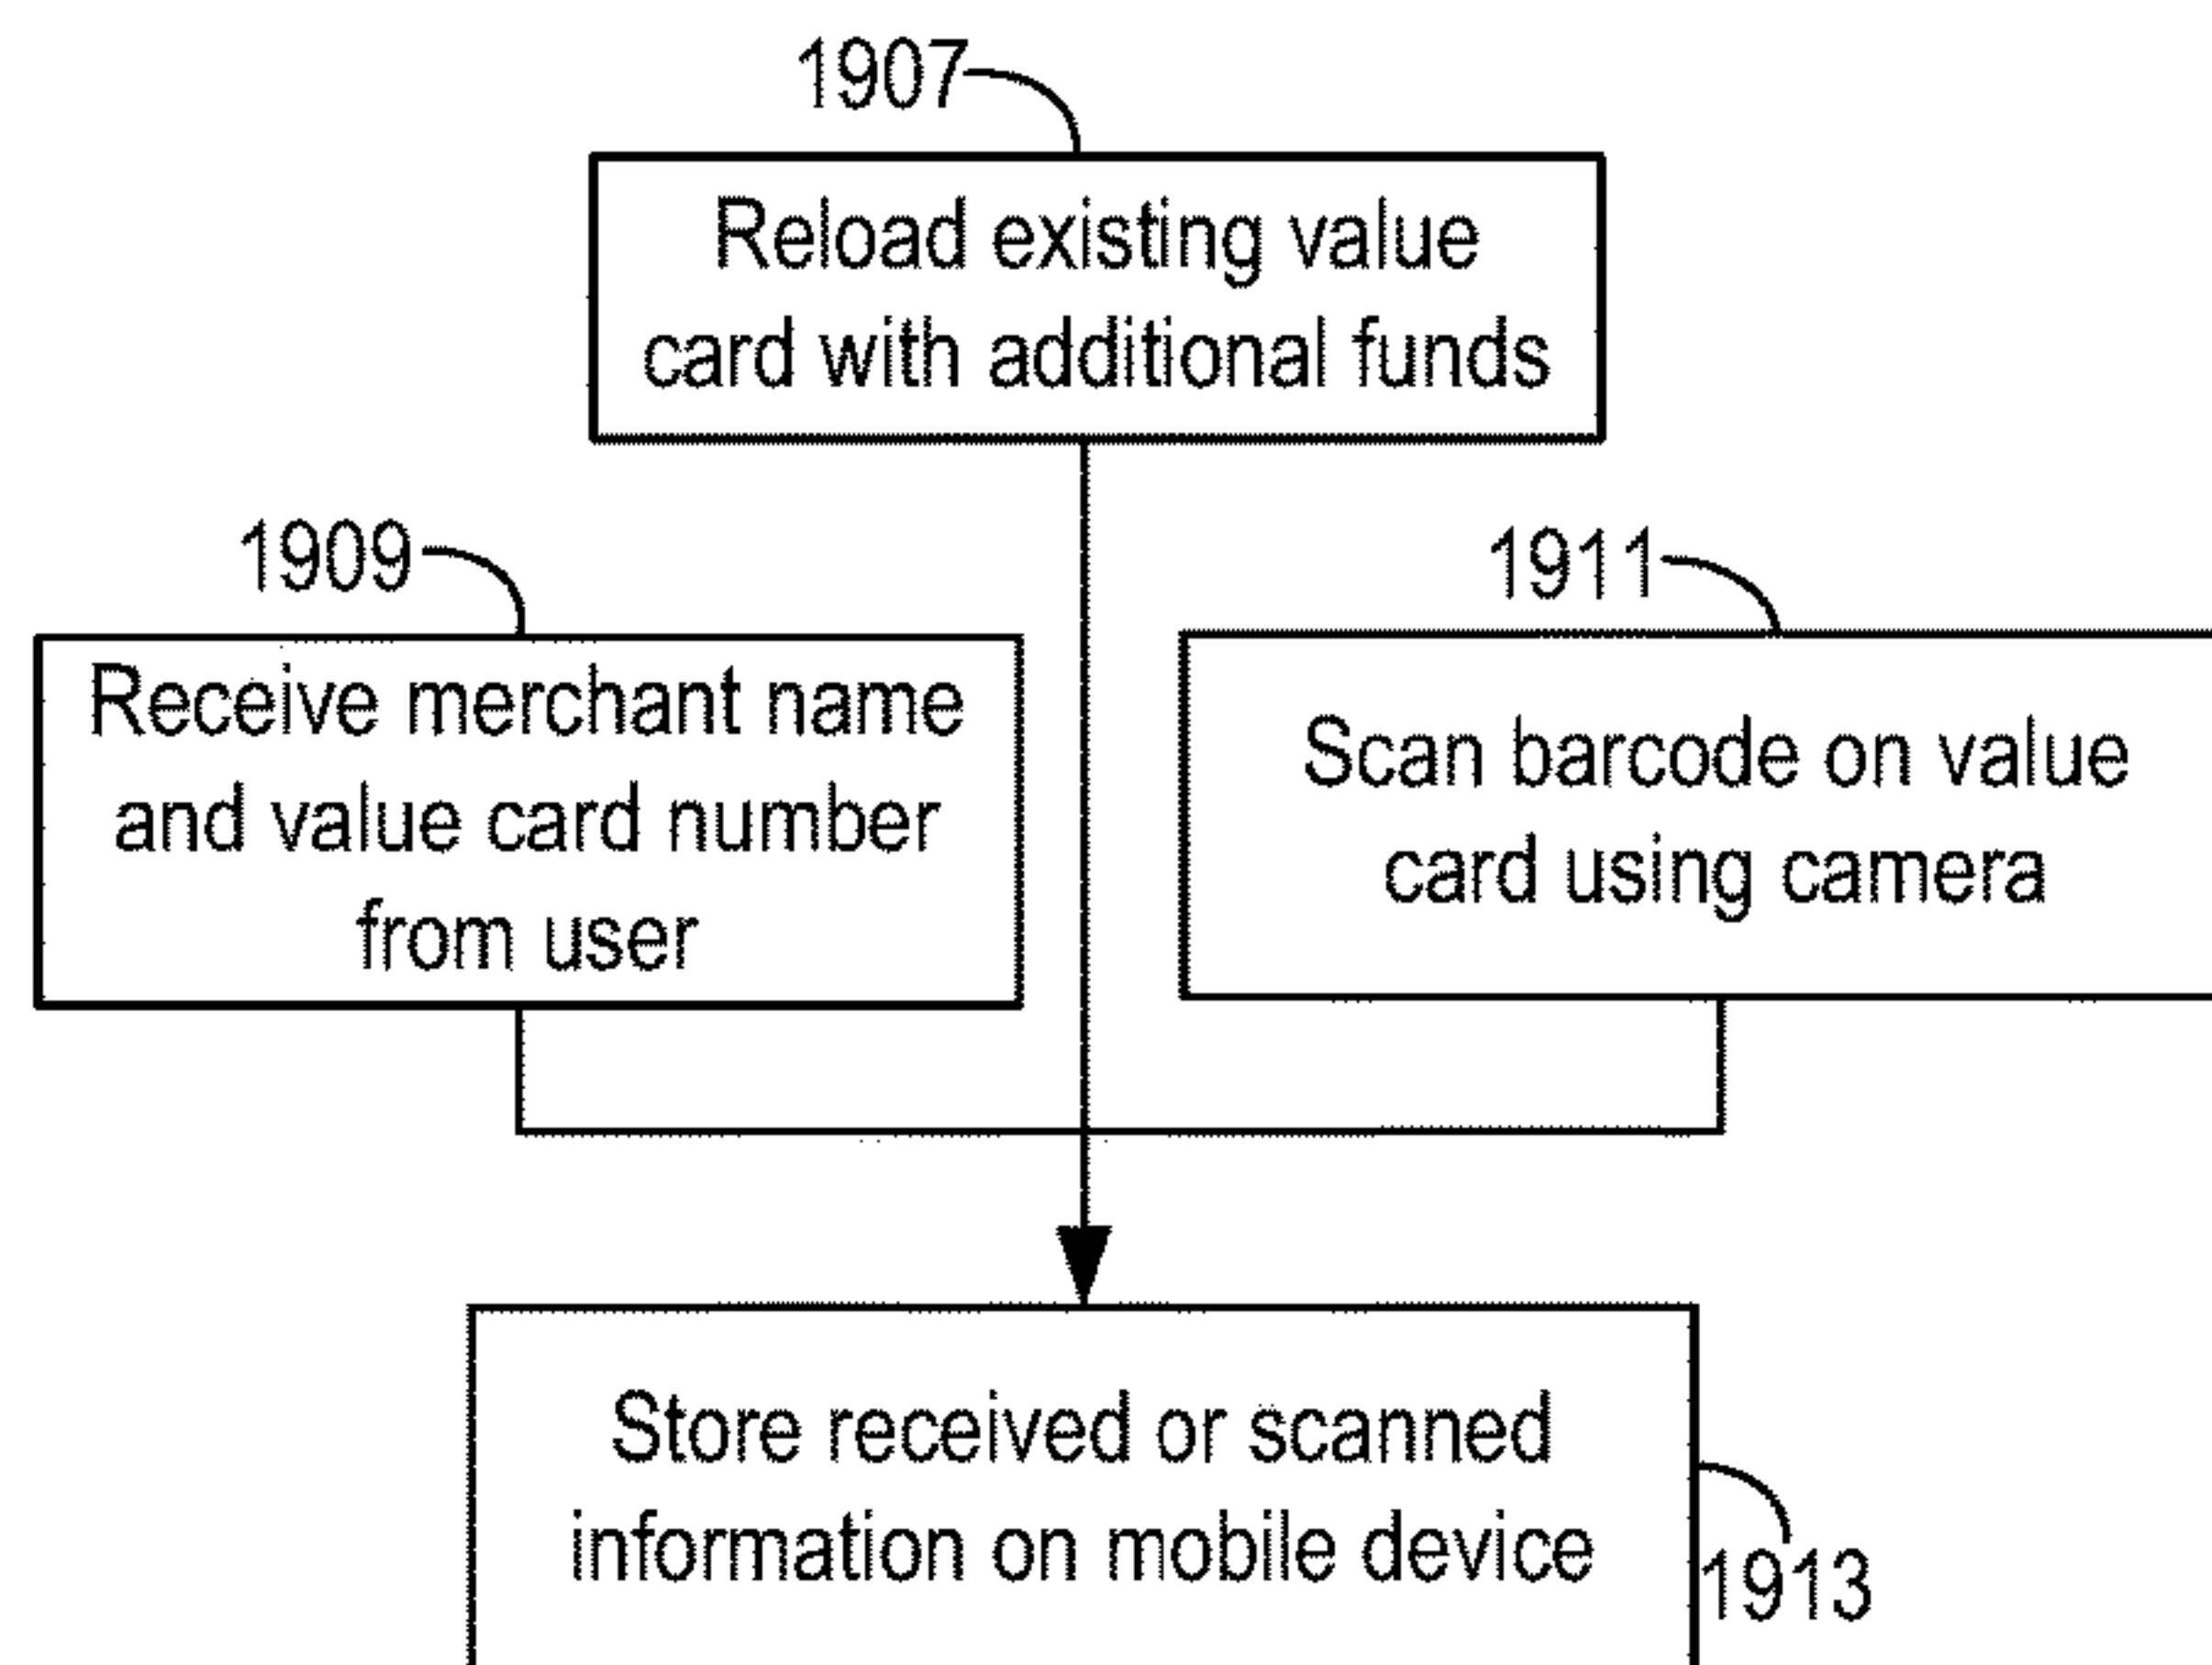 1907
Reload existing value
card with additional funds
1909
Receive merchant name
and value card number
from user
1911
Scan barcode on value
card using camera
Store received or scanned
information on mobile device
1913